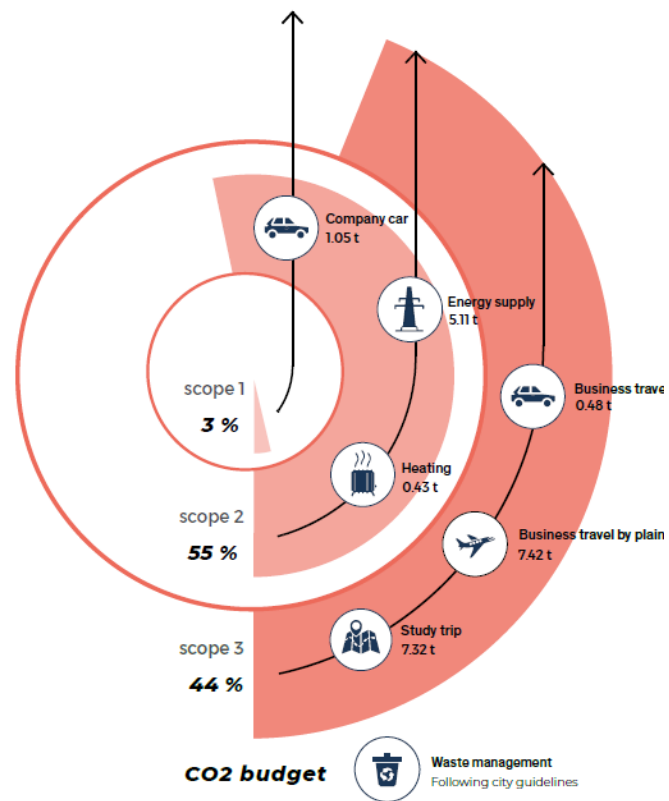 Company car
1.05 t
Energy supply
5.11 t
scope 1
3 %
Business trave
0.48 t
Heating
0.43 t
scope 2
55 %
Business travel by plain
7.42 t
Study trip
7.32 t
scope 3
44 %
CO2 budget
Waste management
Following city guidelines